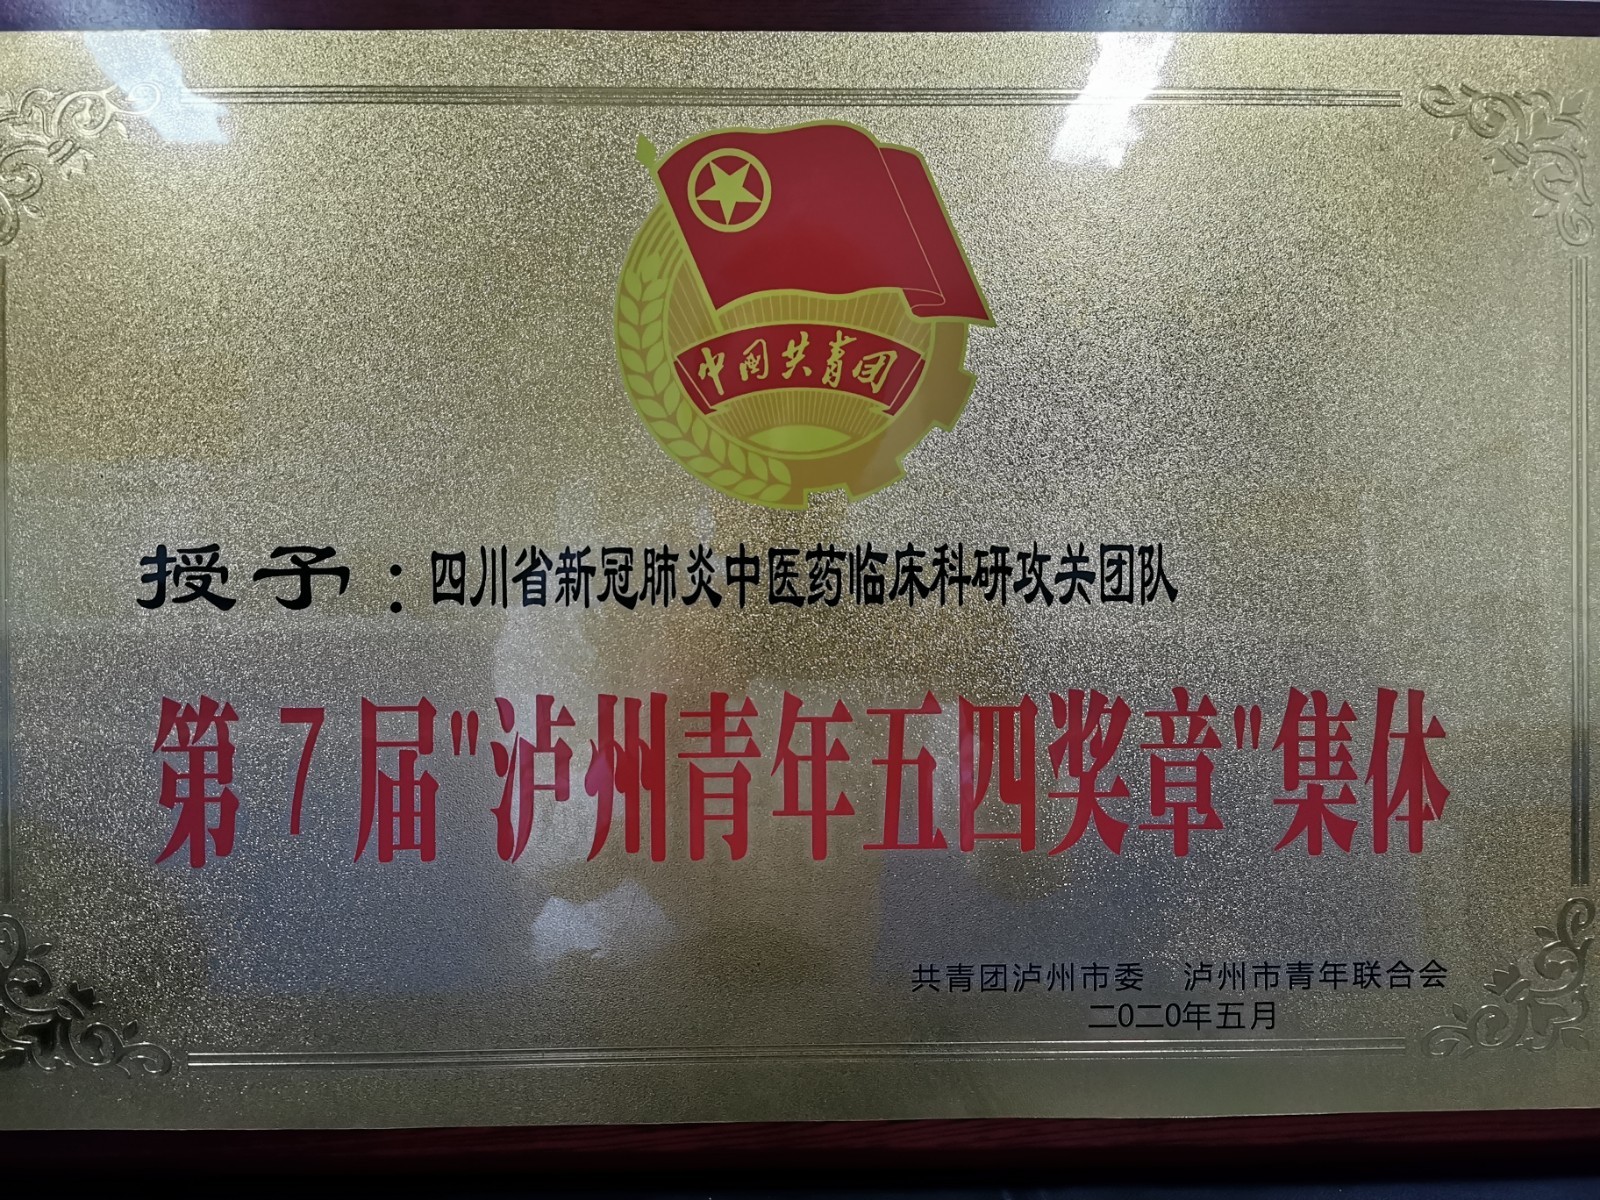 中国共青团
授予：四川省新冠肺炎中医药临床科研攻关团队
第7届"泸州青年五四奖章"集体
共青团泸州市委 泸州市青年联合会
二0二0年五月